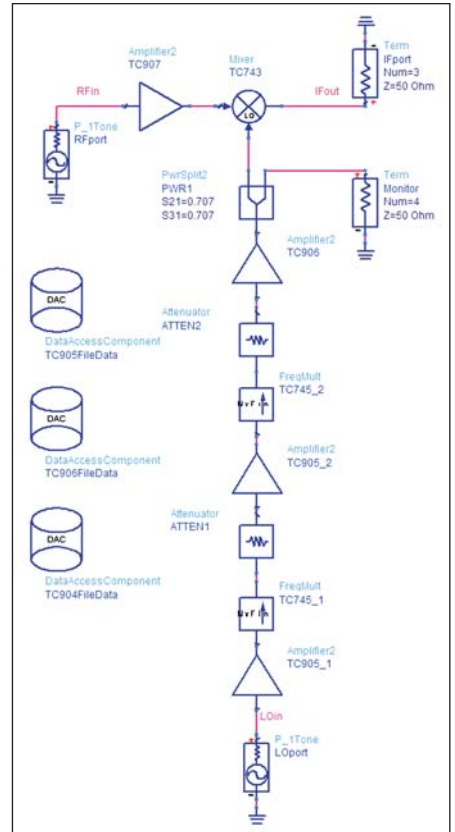 Amplifier2
TC907
Mixer
TC743
Term
IFport
Num=3
Z=50 Ohm
RFin
IFout
LO
P_1Tone
RFport
PwrSplit2
PWR1
S21=0.707
S31=0.707
Term
Monitor
Num=4
Z=50 Ohm
Amplifier2
TC906
DAC
DataAccessComponent
TC905FileData
Attenuator
ATTEN2
FreqMult
TC745_2
DAC
DataAccessComponent
TC906FileData
Amplifier2
TC905_2
Attenuator
ATTEN1
DAC
DataAccessComponent
TC904FileData
FreqMult
TC745_1
Amplifier2
TC905_1
LOin
P_1Tone
LOport